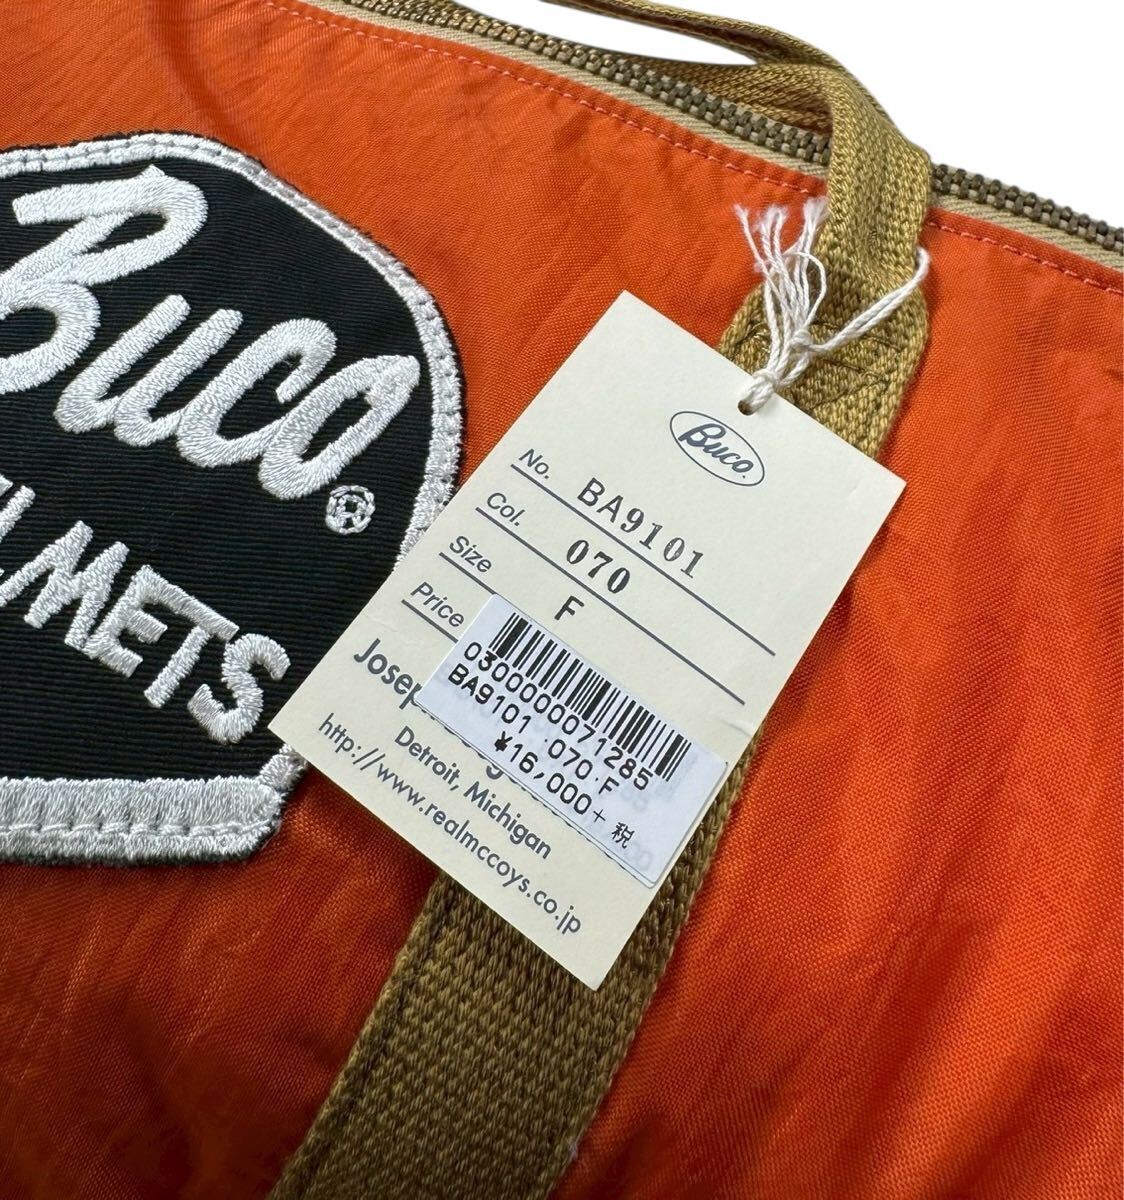 Buco®
HELMETS
Buco.
No. BA9101
Col. 070
Size F
Price
0300000071285
BA9101 · 070 · F
¥16,000+税
Detroit, Michigan
http://www.realmccoys.co.jp